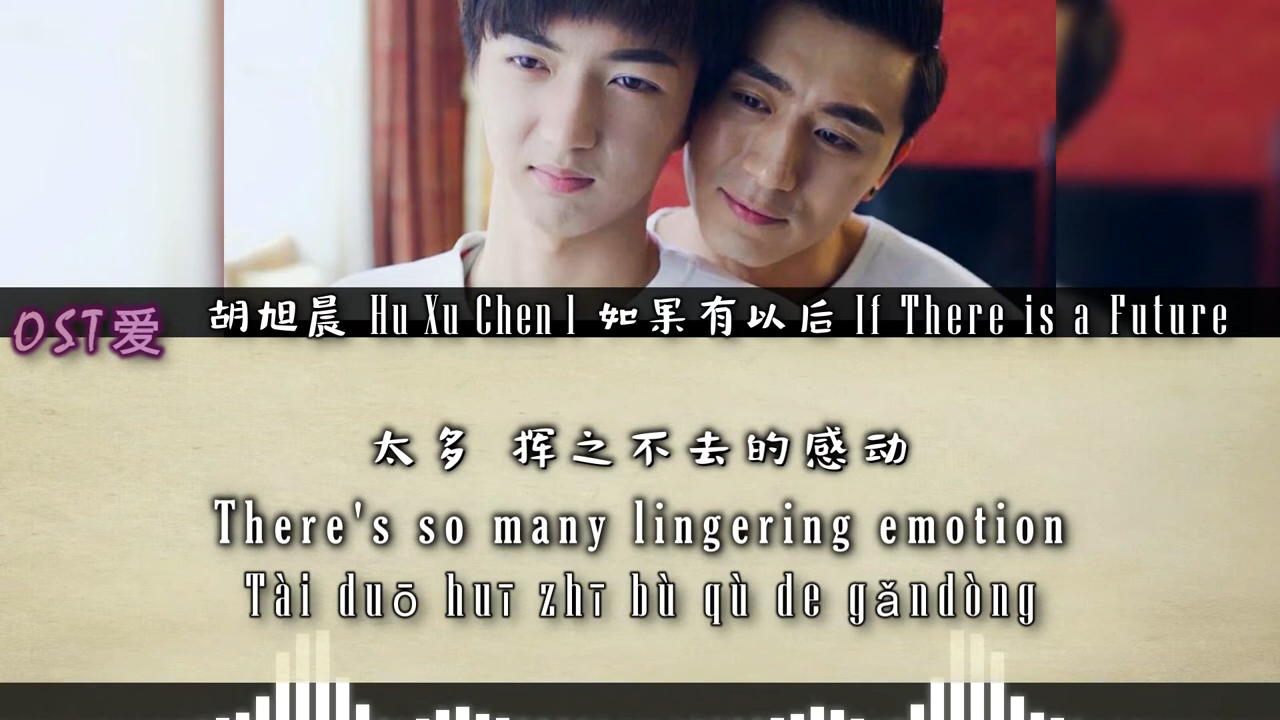 OST爱
胡旭晨 Hu Xu Chen l 如果有以后 If There is a Future
太多 挥之不去的感动
There's so many lingering emotion
Tài duō huī zhī bù qù de gǎndòng